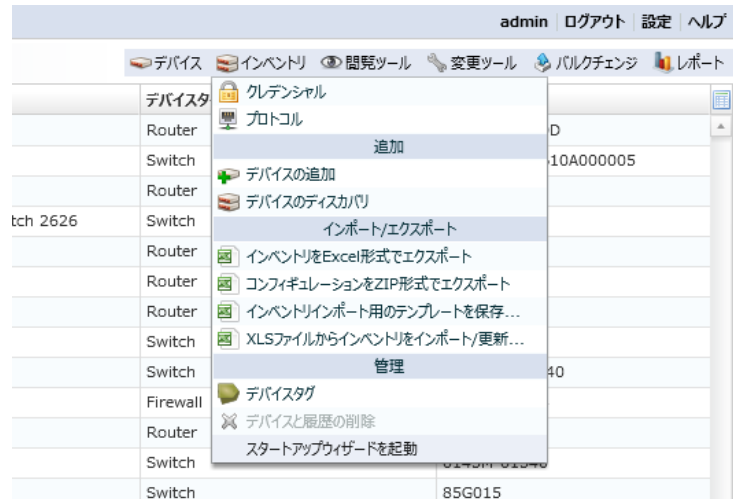 admin ログアウト 設定 ヘルプ
デバイス インベントリ 閲覧ツール 変更ツール バルクチェンジ レポート
デバイスタ
クレデンシャル
プロトコル
追加
デバイスの追加
デバイスのディスカバリ
インポート/エクスポート
インベントリをExcel形式でエクスポート
コンフィギュレーションをZIP形式でエクスポート
インベントリインポート用のテンプレートを保存...
XLSファイルからインベントリをインポート/更新...
管理
デバイスタグ
デバイスと履歴の削除
スタートアップウィザードを起動
Router
Switch 10A000005
Router
tch 2626 Switch
Router
Router
Router
Switch
Switch 40
Firewall
Router
Switch
Switch 85G015